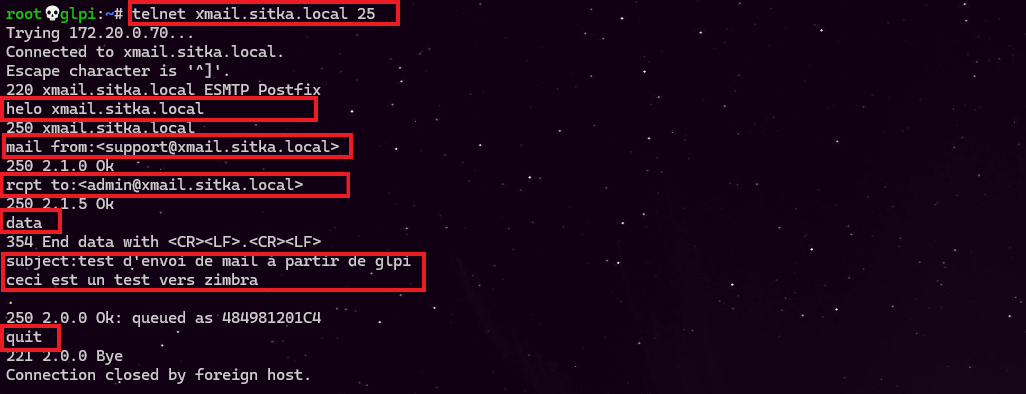 root💀glpi:~# telnet xmail.sitka.local 25
Trying 172.20.0.70...
Connected to xmail.sitka.local.
Escape character is '^]'.
220 xmail.sitka.local ESMTP Postfix
helo xmail.sitka.local
250 xmail.sitka.local
mail from:<support@xmail.sitka.local>
250 2.1.0 Ok
rcpt to:<admin@xmail.sitka.local>
250 2.1.5 Ok
data
354 End data with <CR><LF>.<CR><LF>
subject:test d'envoi de mail à partir de glpi
ceci est un test vers zimbra
.
250 2.0.0 Ok: queued as 484981201C4
quit
221 2.0.0 Bye
Connection closed by foreign host.